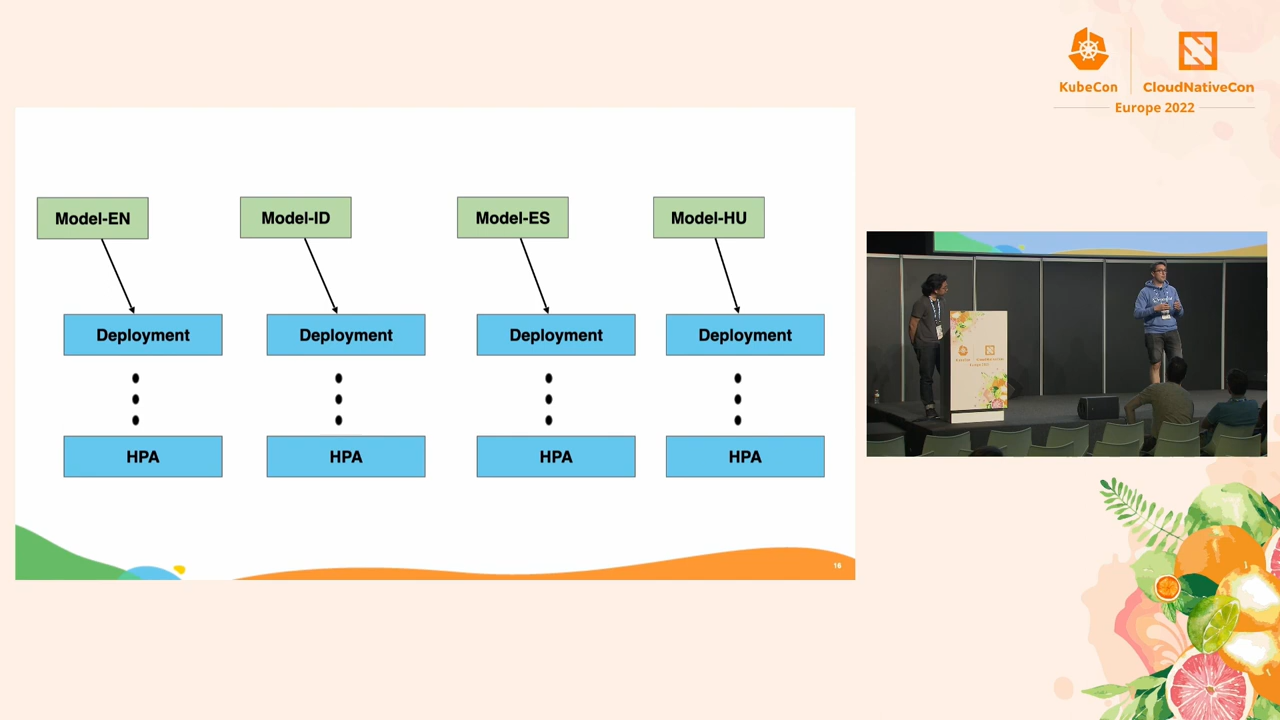 KubeCon
CloudNativeCon
Europe 2022
Model-EN
Model-ID
Model-ES
Model-HU
Deployment
Deployment
Deployment
Deployment
HPA
HPA
HPA
HPA
16